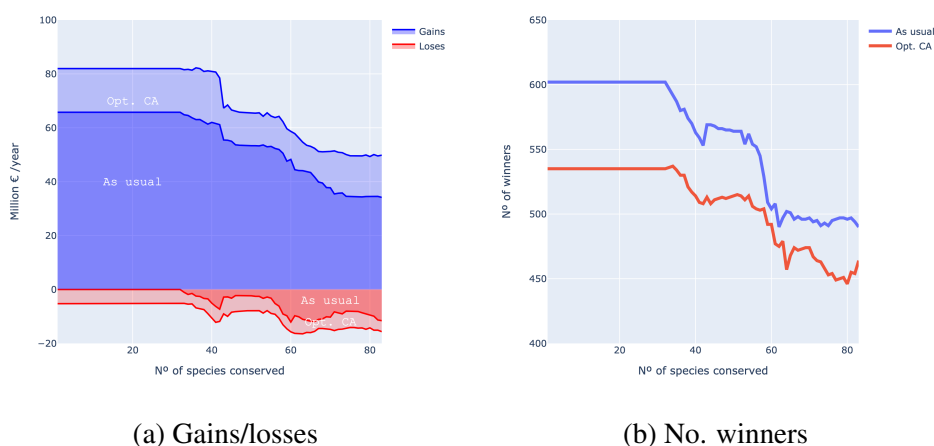 100
80
60
40
20
0
−20
Million € /year
Opt. CA
As usual
As usual
Opt. CA
20
40
60
80
Nº of species conserved
Gains
Loses
(a) Gains/losses
650
600
550
500
450
400
Nº of winners
20
40
60
80
Nº of species conserved
As usual
Opt. CA
(b) No. winners